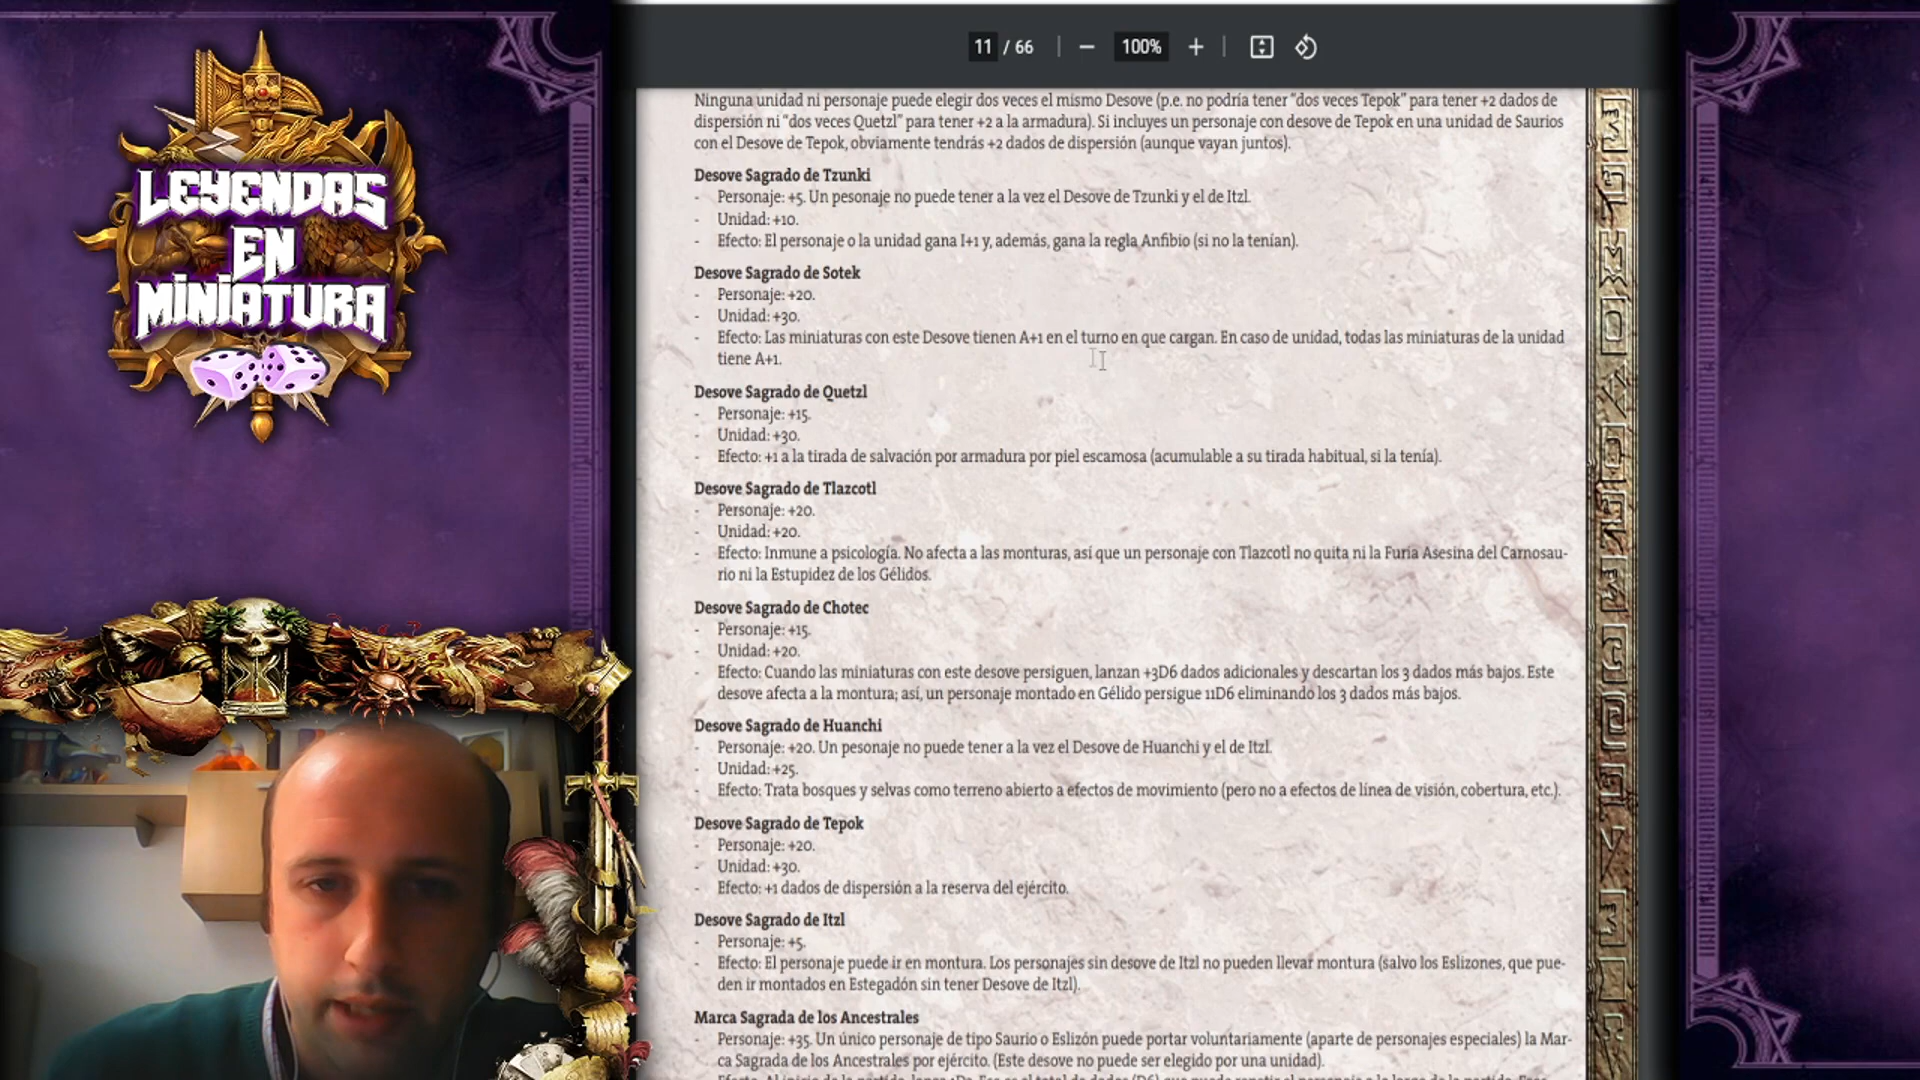 LEYENDAS
EN
MINIATURA
11 / 66
100%
Ninguna unidad ni personaje puede elegir dos veces el mismo Desove (p.e. no podría tener “dos veces Tepok” para tener +2 dados de
dispersión ni “dos veces Quetzl” para tener +2 a la armadura). Si incluyes un personaje con desove de Tepok en una unidad de Saurios
con el Desove de Tepok, obviamente tendrás +2 dados de dispersión (aunque vayan juntos).
Desove Sagrado de Tzunki
- Personaje: +5. Un pesonaje no puede tener a la vez el Desove de Tzunki y el de Itzl.
- Unidad: +10.
- Efecto: El personaje o la unidad gana I+1 y, además, gana la regla Anfibio (si no la tenían).
Desove Sagrado de Sotek
- Personaje: +20.
- Unidad: +30.
- Efecto: Las miniaturas con este Desove tienen A+1 en el turno en que cargan. En caso de unidad, todas las miniaturas de la unidad
tiene A+1.
Desove Sagrado de Quetzl
- Personaje: +15.
- Unidad: +30.
- Efecto: +1 a la tirada de salvación por armadura por piel escamosa (acumulable a su tirada habitual, si la tenía).
Desove Sagrado de Tlazcotl
- Personaje: +20.
- Unidad: +20.
- Efecto: Inmune a psicología. No afecta a las monturas, así que un personaje con Tlazcotl no quita ni la Furia Asesina del Carnosau-
rio ni la Estupidez de los Gélidos.
Desove Sagrado de Chotec
- Personaje: +15.
- Unidad: +20.
- Efecto: Cuando las miniaturas con este desove persiguen, lanzan +3D6 dados adicionales y descartan los 3 dados más bajos. Este
desove afecta a la montura; así, un personaje montado en Gélido persigue 11D6 eliminando los 3 dados más bajos.
Desove Sagrado de Huanchi
- Personaje: +20. Un pesonaje no puede tener a la vez el Desove de Huanchi y el de Itzl.
- Unidad: +25.
- Efecto: Trata bosques y selvas como terreno abierto a efectos de movimiento (pero no a efectos de línea de visión, cobertura, etc.).
Desove Sagrado de Tepok
- Personaje: +20.
- Unidad: +30.
- Efecto: +1 dados de dispersión a la reserva del ejército.
Desove Sagrado de Itzl
- Personaje: +5.
- Efecto: El personaje puede ir en montura. Los personajes sin desove de Itzl no pueden llevar montura (salvo los Eslizones, que pue-
den ir montados en Estegadón sin tener Desove de Itzl).
Marca Sagrada de los Ancestrales
- Personaje: +35. Un único personaje de tipo Saurio o Eslizón puede portar voluntariamente (aparte de personajes especiales) la Mar-
ca Sagrada de los Ancestrales por ejército. (Este desove no puede ser elegido por una unidad).